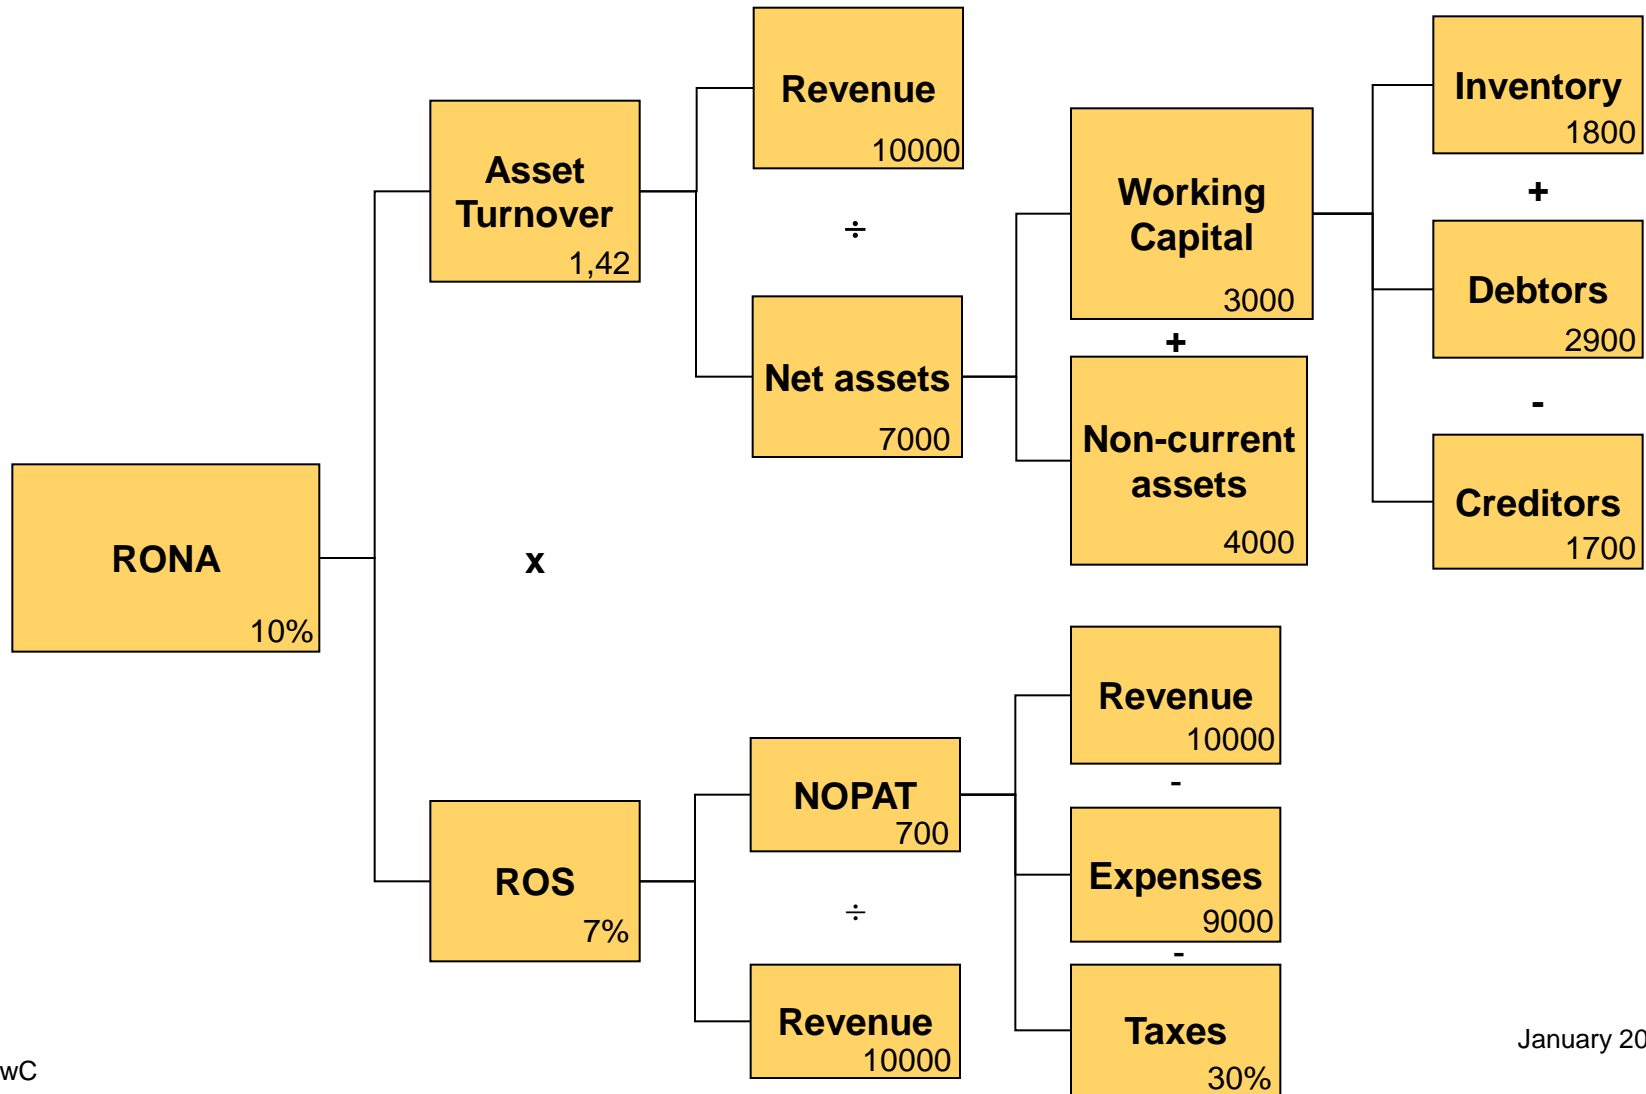 Revenue
10000
Inventory
1800
Asset
Turnover
1,42
÷
Working
Capital
3000
+
Debtors
2900
Net assets
7000
+
Non-current
assets
4000
-
Creditors
1700
RONA
10%
x
Revenue
10000
-
NOPAT
700
ROS
7%
÷
Expenses
9000
-
Revenue
10000
Taxes
30%
January 20
wC